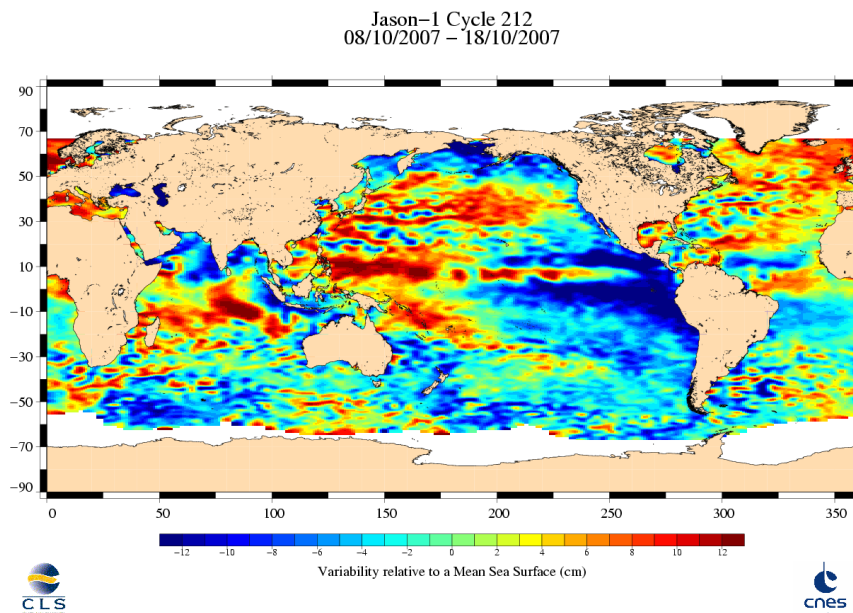 Jason−1 Cycle 212
08/10/2007 − 18/10/2007
90
70
50
30
10
−10
−30
−50
−70
−90
0 50 100 150 200 250 300 350
−12 −10 −8 −6 −4 −2 0 2 4 6 8 10 12
Variability relative to a Mean Sea Surface (cm)
CLS
cnes